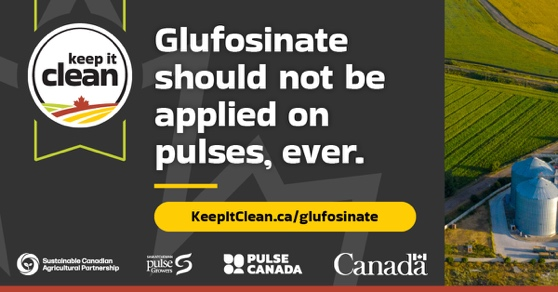 keep it
clean
Glufosinate
should not be
applied on
pulses, ever.
KeepItClean.ca/glufosinate
Sustainable Canadian
Agricultural Partnership
pulse
Growers
PULSE
CANADA
Canada